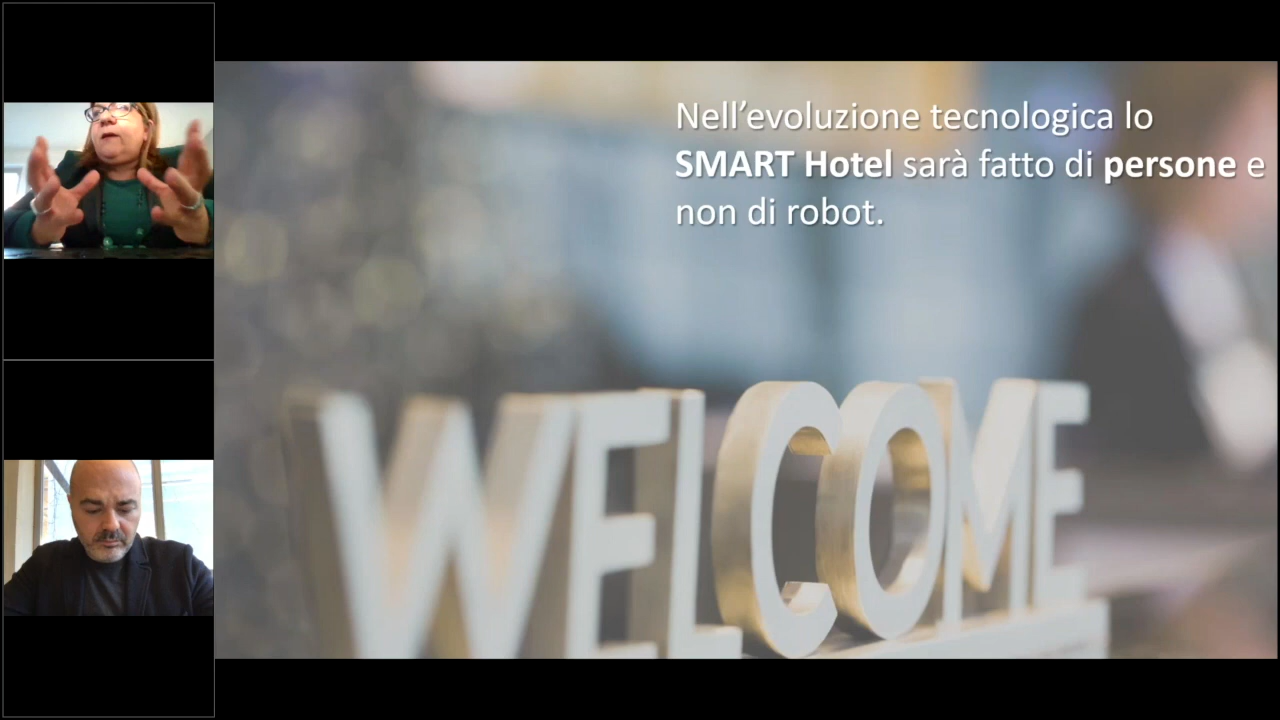 Nell’evoluzione tecnologica lo
SMART Hotel sarà fatto di persone e
non di robot.
WELCOME